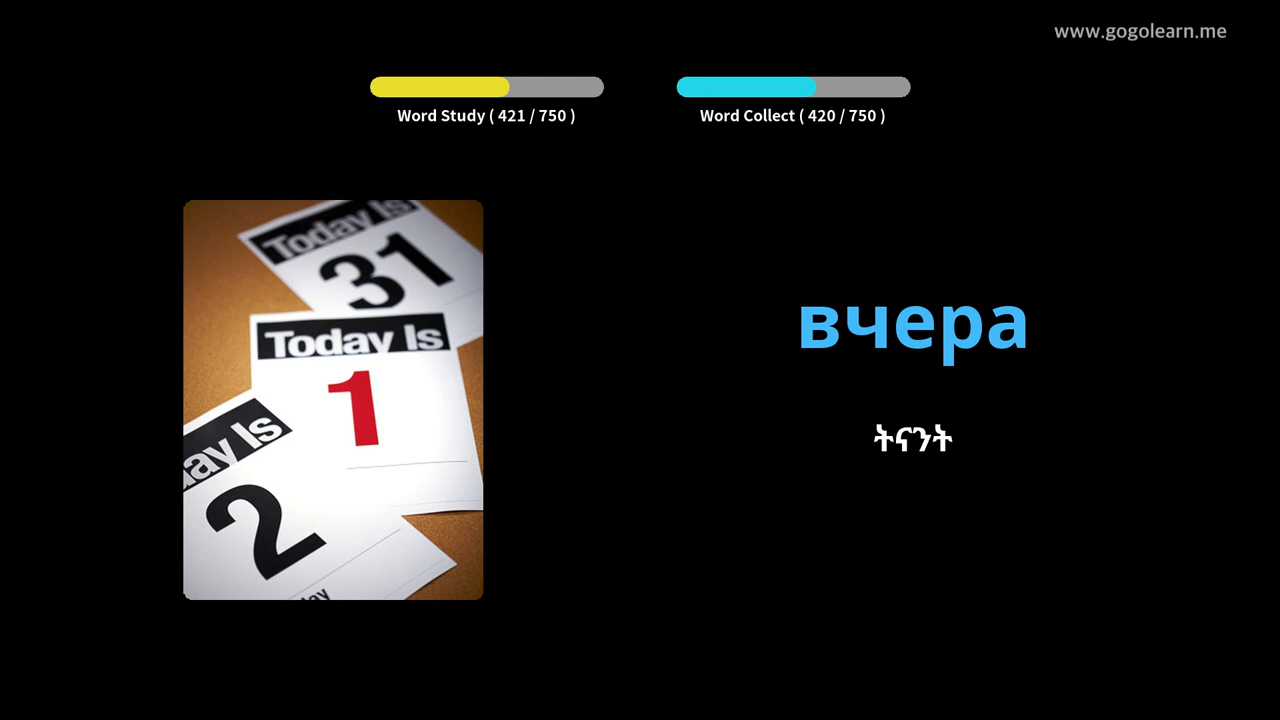 www.gogolearn.me
Word Study ( 421 / 750 )
Word Collect ( 420 / 750 )
Today Is
31
Today Is
1
day Is
2
вчера
ትናንት